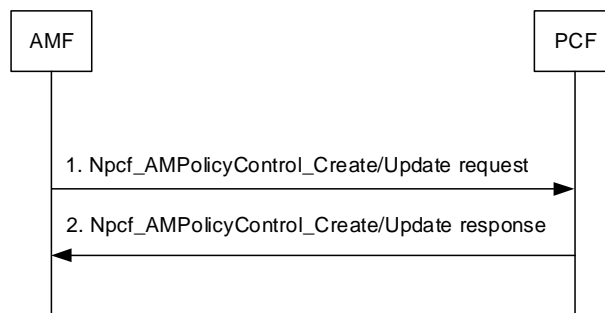 AMF
PCF
1. Npcf_AMPolicyControl_Create/Update request
2. Npcf_AMPolicyControl_Create/Update response